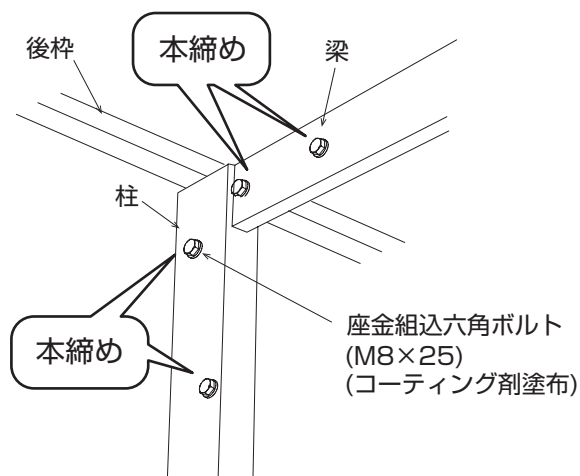 後枠
本締め
梁
柱
本締め
座金組込六角ボルト
(M8×25)
(コーティング剤塗布)